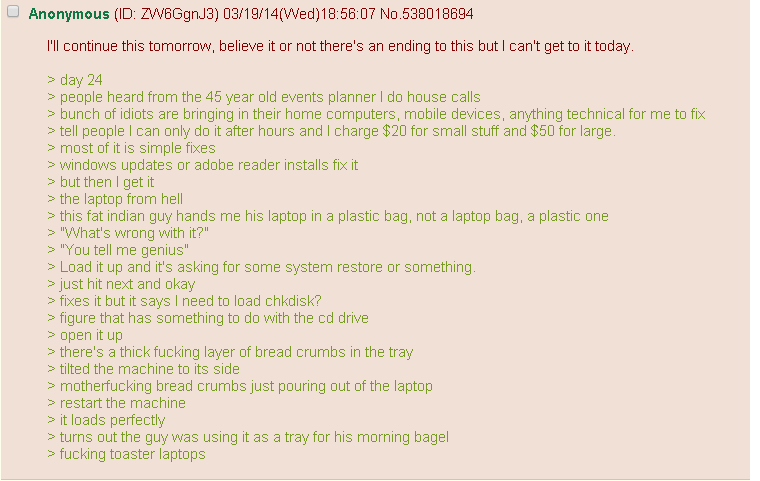 Anonymous (ID: ZW6GgnJ3) 03/19/14(Wed)18:56:07 No.538018694
I'll continue this tomorrow, believe it or not there's an ending to this but I can't get to it today.
> day 24
> people heard from the 45 year old events planner I do house calls
> bunch of idiots are bringing in their home computers, mobile devices, anything technical for me to fix
> tell people I can only do it after hours and I charge $20 for small stuff and $50 for large.
> most of it is simple fixes
> windows updates or adobe reader installs fix it
> but then I get it
> the laptop from hell
> this fat indian guy hands me his laptop in a plastic bag, not a laptop bag, a plastic one
> "What's wrong with it?"
> "You tell me genius"
> Load it up and it's asking for some system restore or something.
> just hit next and okay
> fixes it but it says I need to load chkdisk?
> figure that has something to do with the cd drive
> open it up
> there's a thick fucking layer of bread crumbs in the tray
> tilted the machine to its side
> motherfucking bread crumbs just pouring out of the laptop
> restart the machine
> it loads perfectly
> turns out the guy was using it as a tray for his morning bagel
> fucking toaster laptops